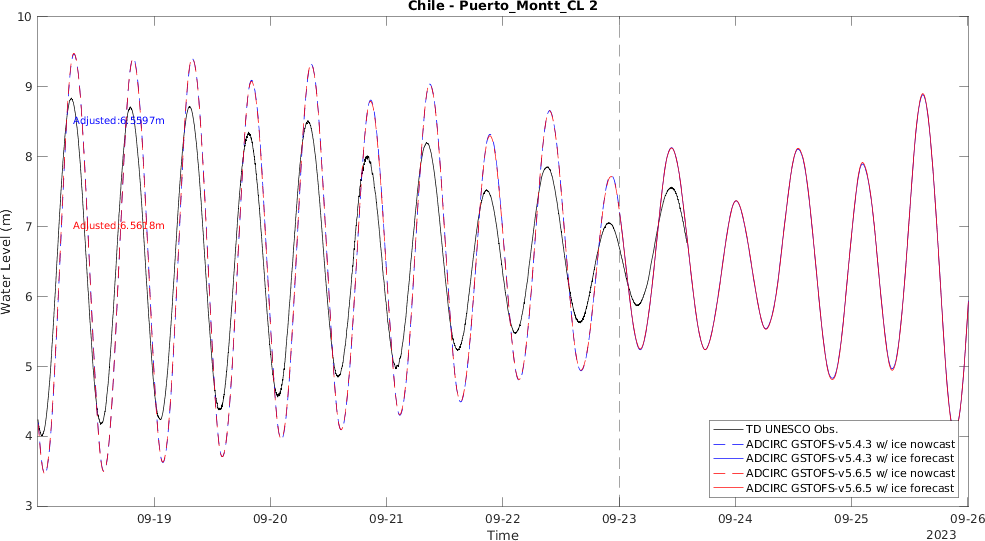 Chile - Puerto_Montt_CL 2
Water Level (m)
10
9
8
7
6
5
4
3
Adjusted:6.5597m
Adjusted:6.5618m
TD UNESCO Obs.
ADCIRC GSTOFS-v5.4.3 w/ ice nowcast
ADCIRC GSTOFS-v5.4.3 w/ ice forecast
ADCIRC GSTOFS-v5.6.5 w/ ice nowcast
ADCIRC GSTOFS-v5.6.5 w/ ice forecast
09-19 09-20 09-21 09-22 09-23 09-24 09-25 09-26
Time
2023